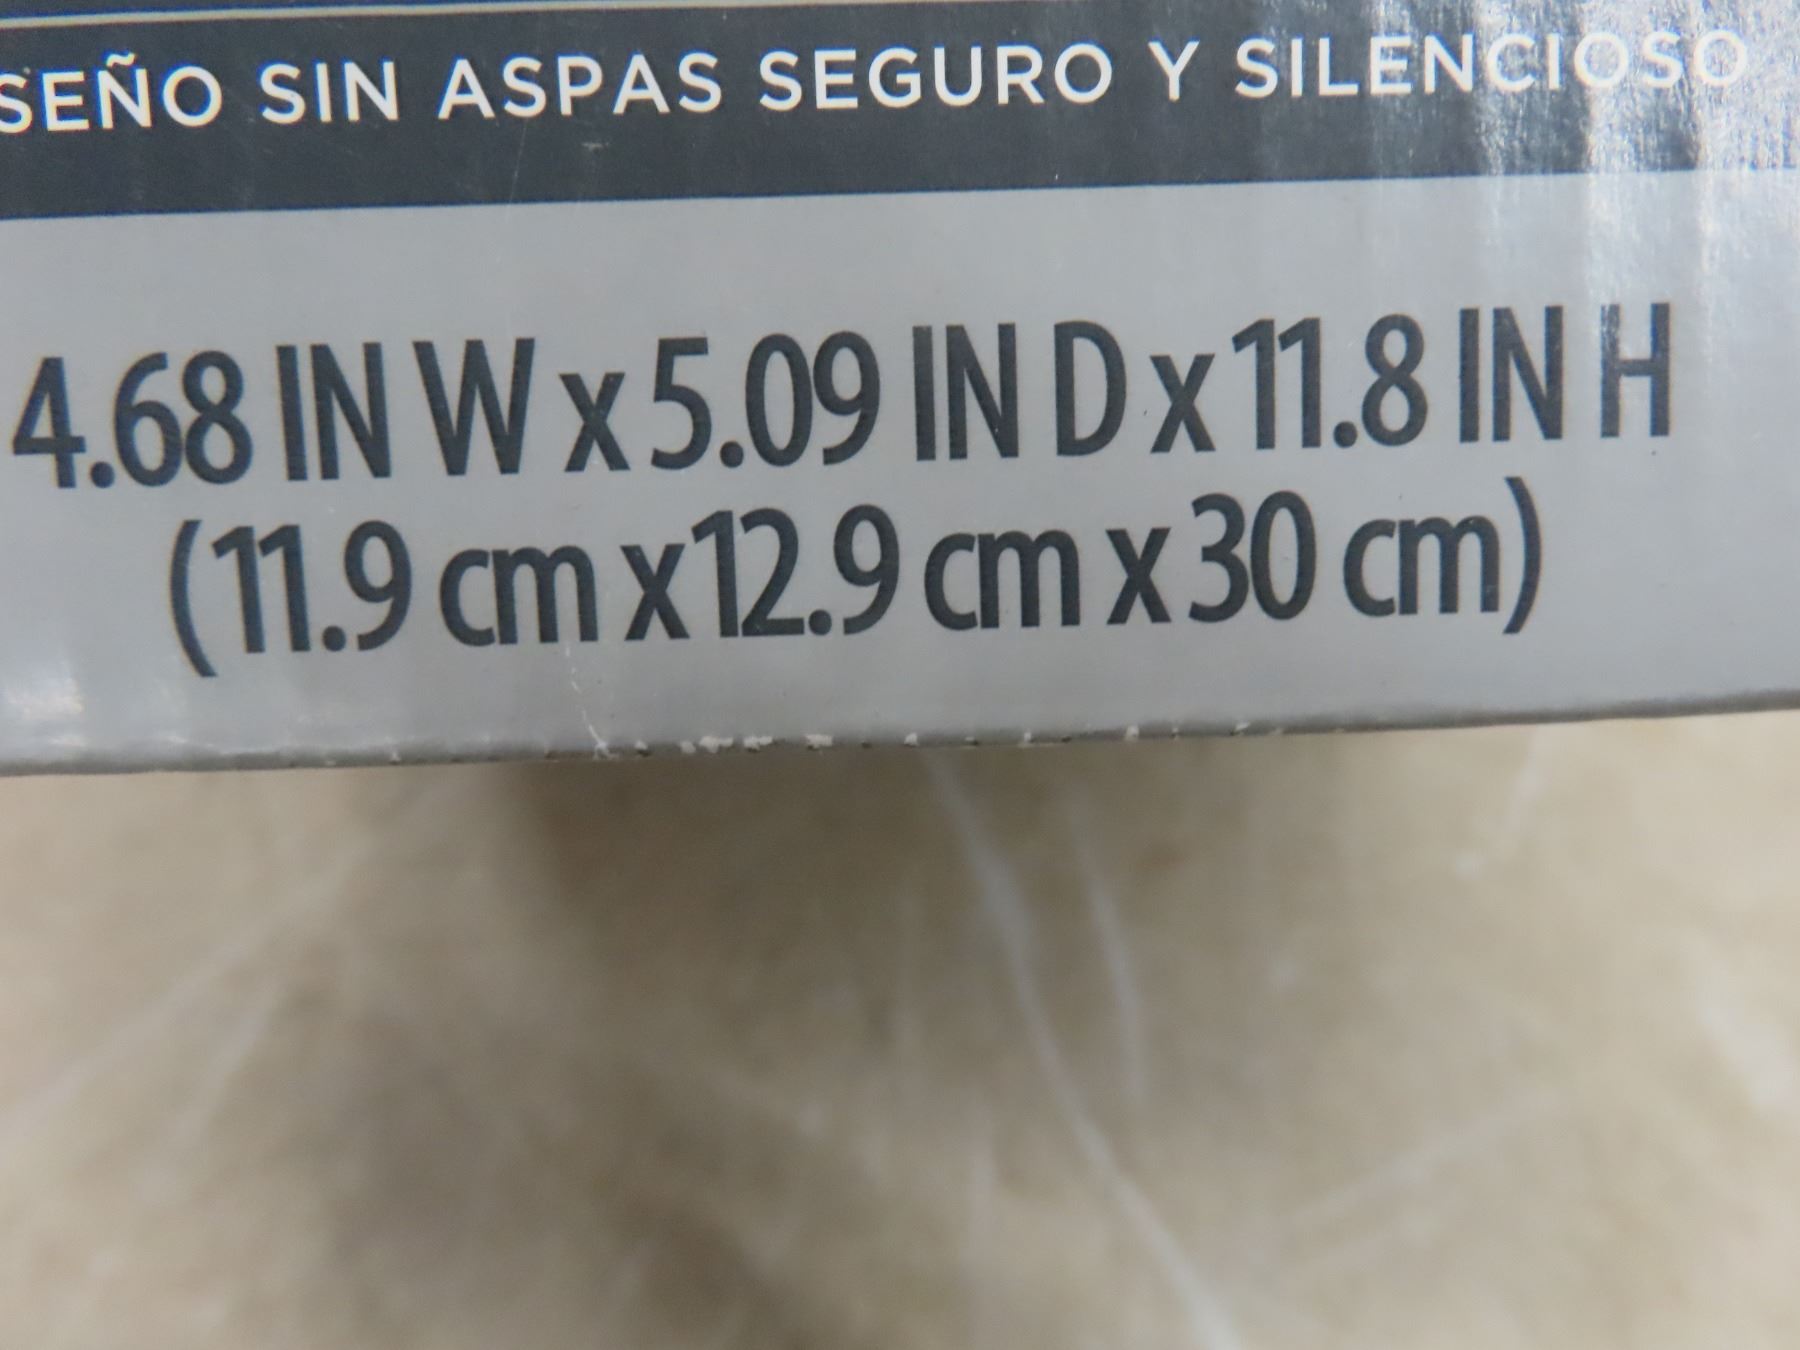 SEÑO SIN ASPAS SEGURO Y SILENCIOSO
4.68 IN W x 5.09 IN D x 11.8 IN H
(11.9 cm x 12.9 cm x 30 cm)